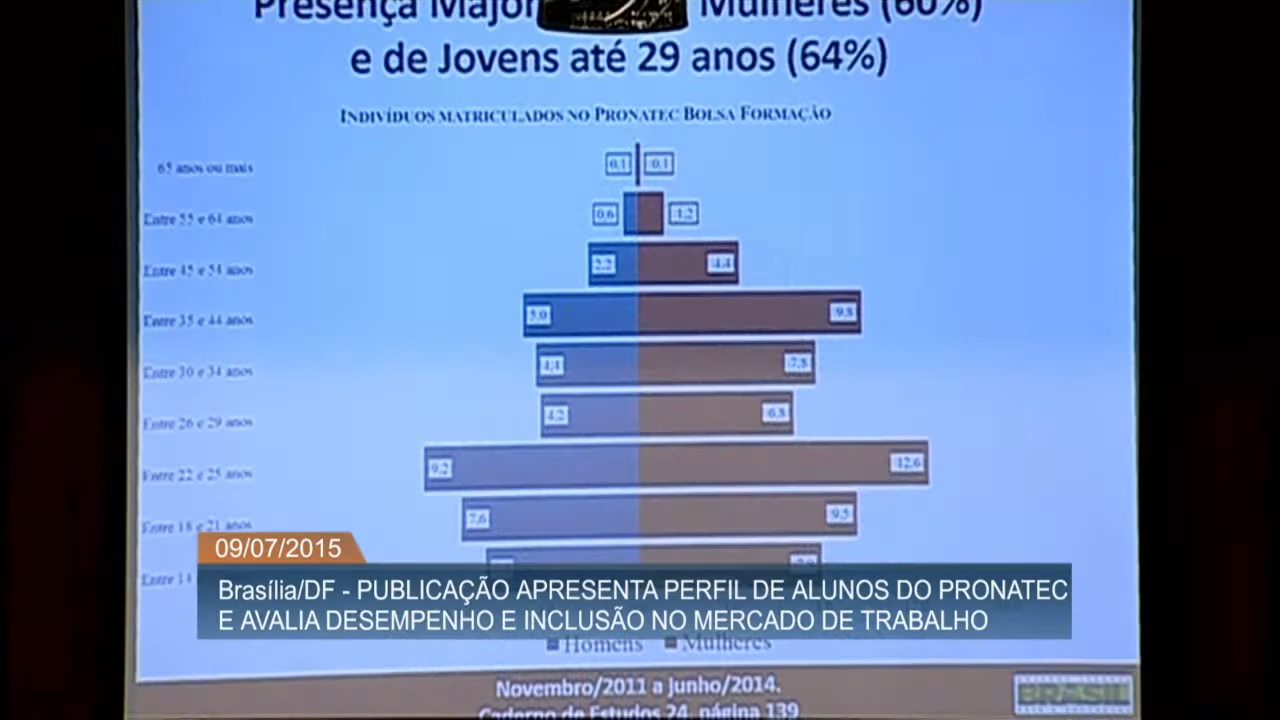 Presença Major Mulheres (60%)
e de Jovens até 29 anos (64%)
INDIVÍDUOS MATRICULADOS NO PRONATEC BOLSA FORMAÇÃO
65 anos ou mais 0,1 0,1
Entre 55 e 64 anos 0,6 1,2
Entre 45 e 54 anos 2,2 4,4
Entre 35 e 44 anos 5,0 9,8
Entre 30 e 34 anos 4,4 7,8
Entre 26 e 29 anos 4,2 6,8
Entre 22 e 25 anos 9,2 12,6
Entre 18 e 21 anos 7,6 9,5
Entre 14
09/07/2015
Brasília/DF - PUBLICAÇÃO APRESENTA PERFIL DE ALUNOS DO PRONATEC
E AVALIA DESEMPENHO E INCLUSÃO NO MERCADO DE TRABALHO
Homens Mulheres
Novembro/2011 a Junho/2014.
Caderno de Estudos 24, página 139
BRASIL